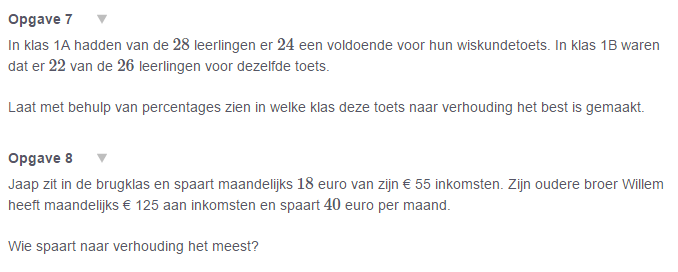 Opgave 7
In klas 1A hadden van de 28 leerlingen er 24 een voldoende voor hun wiskundetoets. In klas 1B waren
dat er 22 van de 26 leerlingen voor dezelfde toets.
Laat met behulp van percentages zien in welke klas deze toets naar verhouding het best is gemaakt.
Opgave 8
Jaap zit in de brugklas en spaart maandelijks 18 euro van zijn € 55 inkomsten. Zijn oudere broer Willem
heeft maandelijks € 125 aan inkomsten en spaart 40 euro per maand.
Wie spaart naar verhouding het meest?